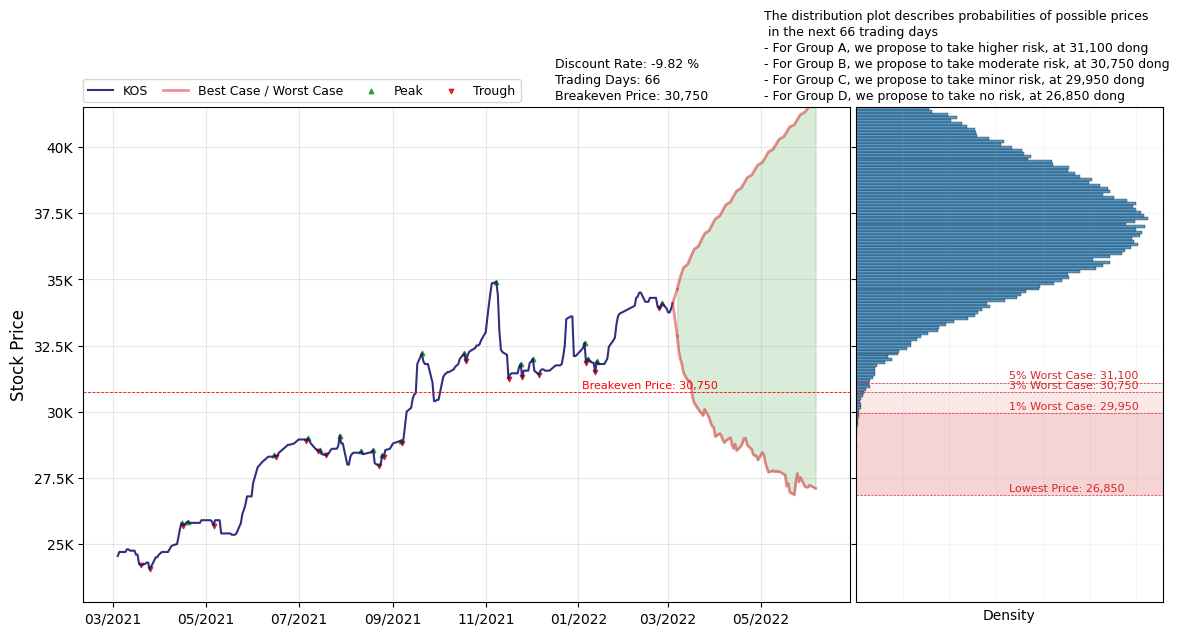 The distribution plot describes probabilities of possible prices
in the next 66 trading days
- For Group A, we propose to take higher risk, at 31,100 dong
- For Group B, we propose to take moderate risk, at 30,750 dong
- For Group C, we propose to take minor risk, at 29,950 dong
- For Group D, we propose to take no risk, at 26,850 dong
Discount Rate: -9.82 %
Trading Days: 66
Breakeven Price: 30,750
KOS Best Case / Worst Case Peak Trough
Stock Price
40K
37.5K
35K
32.5K
30K
27.5K
25K
Breakeven Price: 30,750
5% Worst Case: 31,100
3% Worst Case: 30,750
1% Worst Case: 29,950
Lowest Price: 26,850
03/2021 05/2021 07/2021 09/2021 11/2021 01/2022 03/2022 05/2022
Density